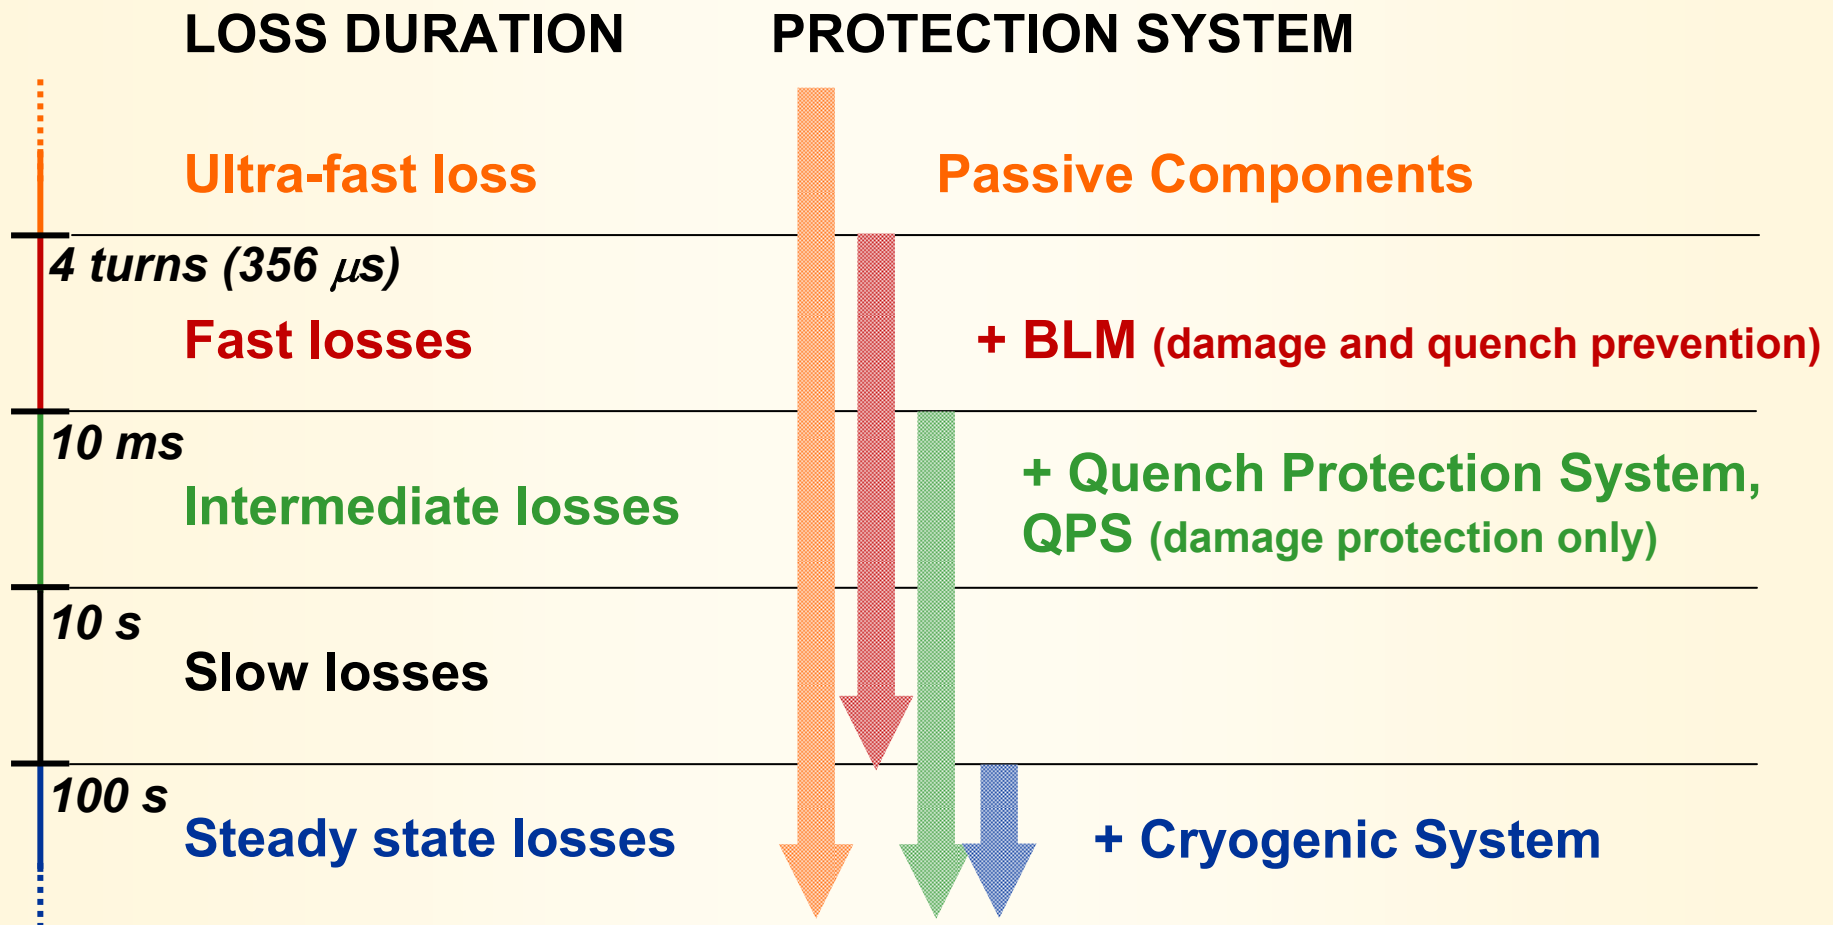 LOSS DURATION
PROTECTION SYSTEM
Ultra-fast loss
Passive Components
4 turns (356 μs)
Fast losses
+ BLM (damage and quench prevention)
10 ms
Intermediate losses
+ Quench Protection System,
QPS (damage protection only)
10 s
Slow losses
100 s
Steady state losses
+ Cryogenic System